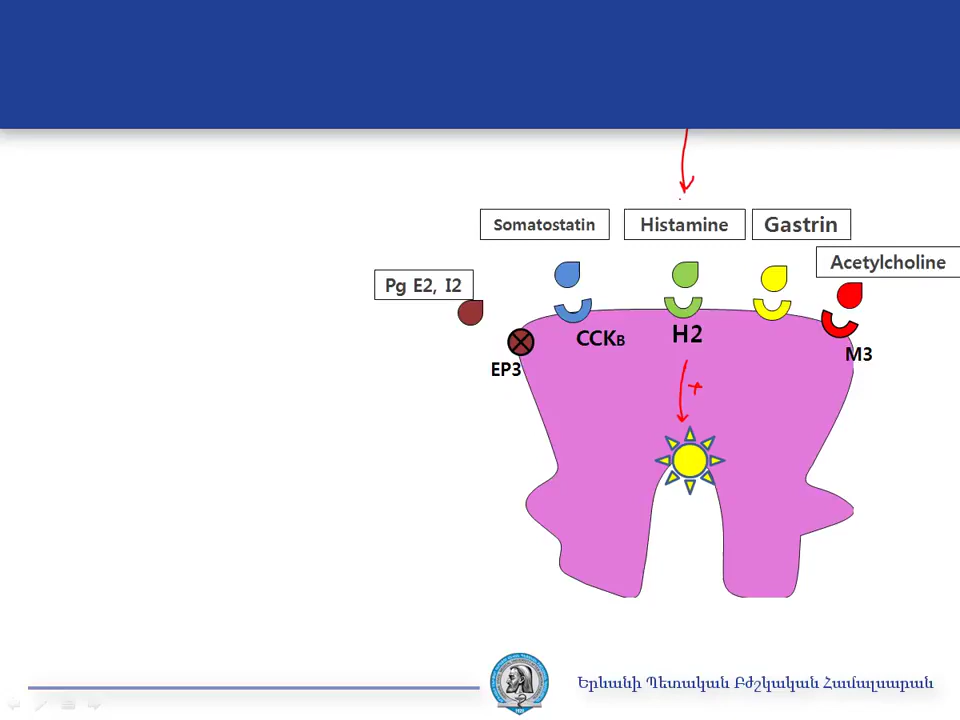 Somatostatin
Histamine
Gastrin
Acetylcholine
Pg E2, I2
CCKB
H2
M3
EP3
+
Երևանի Պետական Բժշկական Համալսարան